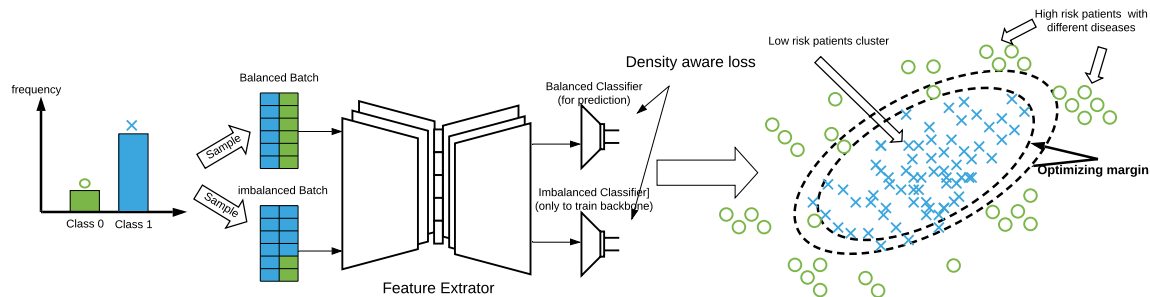 frequency
Class 0
Class 1
Sample
Sample
Balanced Batch
imbalanced Batch
Feature Extrator
Balanced Classifier
(for prediction)
Imbalanced Classifier]
(only to train backbone)
Density aware loss
Low risk patients cluster
High risk patients with
different diseases
Optimizing margin